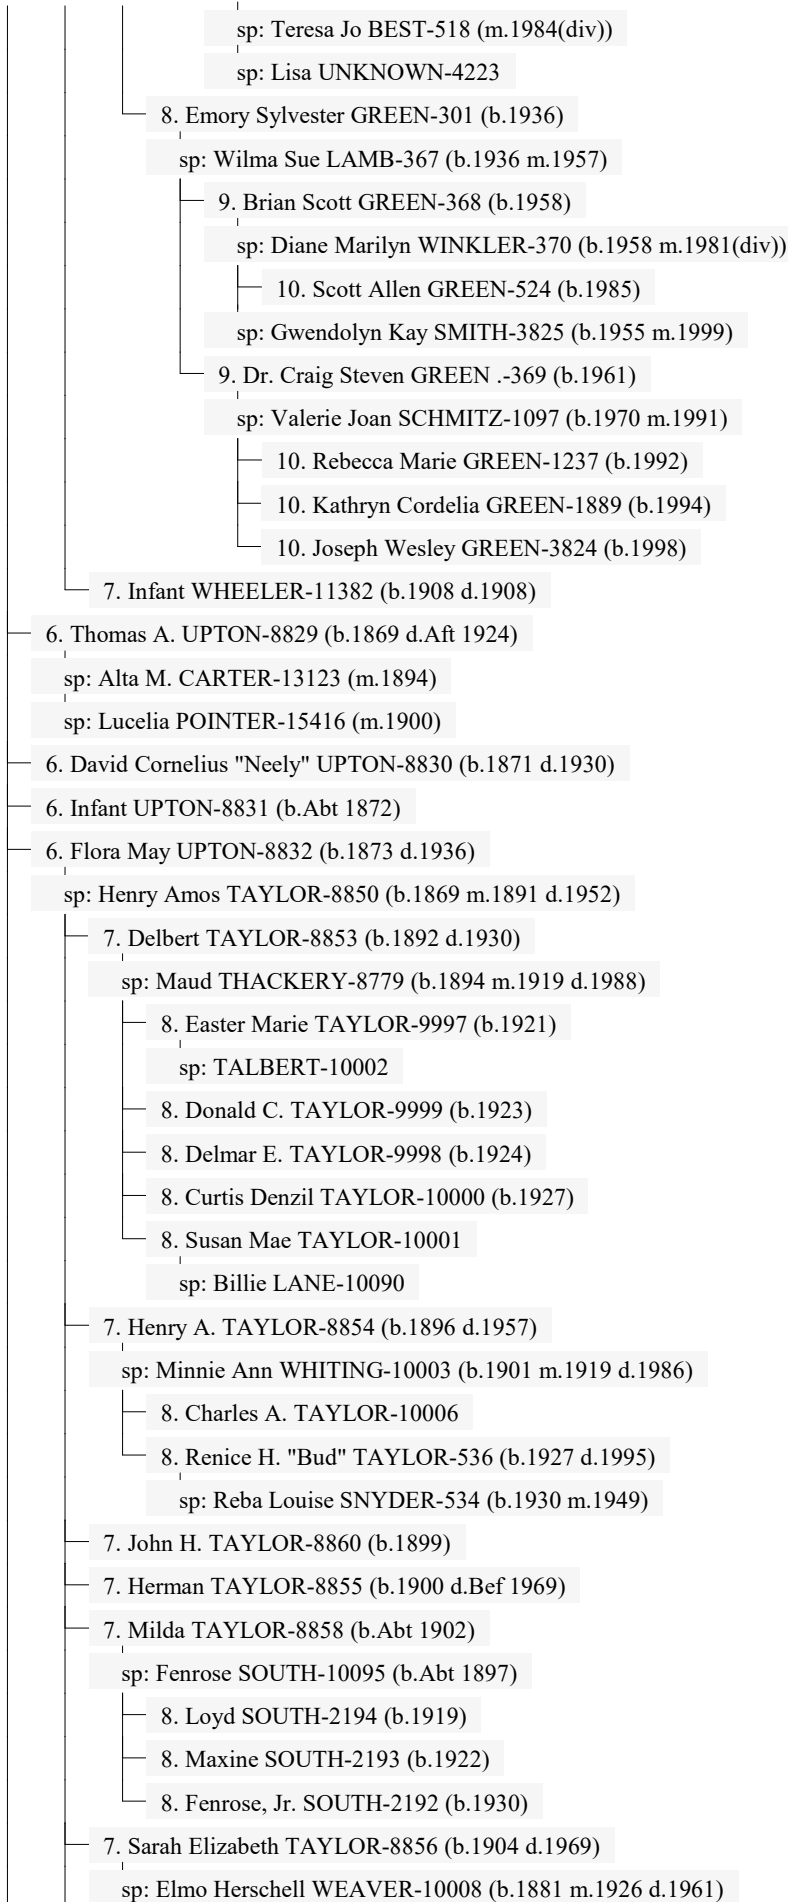 sp: Teresa Jo BEST-518 (m.1984(div))
sp: Lisa UNKNOWN-4223
8. Emory Sylvester GREEN-301 (b.1936)
sp: Wilma Sue LAMB-367 (b.1936 m.1957)
9. Brian Scott GREEN-368 (b.1958)
sp: Diane Marilyn WINKLER-370 (b.1958 m.1981(div))
10. Scott Allen GREEN-524 (b.1985)
sp: Gwendolyn Kay SMITH-3825 (b.1955 m.1999)
9. Dr. Craig Steven GREEN .-369 (b.1961)
sp: Valerie Joan SCHMITZ-1097 (b.1970 m.1991)
10. Rebecca Marie GREEN-1237 (b.1992)
10. Kathryn Cordelia GREEN-1889 (b.1994)
10. Joseph Wesley GREEN-3824 (b.1998)
7. Infant WHEELER-11382 (b.1908 d.1908)
6. Thomas A. UPTON-8829 (b.1869 d.Aft 1924)
sp: Alta M. CARTER-13123 (m.1894)
sp: Lucelia POINTER-15416 (m.1900)
6. David Cornelius "Neely" UPTON-8830 (b.1871 d.1930)
6. Infant UPTON-8831 (b.Abt 1872)
6. Flora May UPTON-8832 (b.1873 d.1936)
sp: Henry Amos TAYLOR-8850 (b.1869 m.1891 d.1952)
7. Delbert TAYLOR-8853 (b.1892 d.1930)
sp: Maud THACKERY-8779 (b.1894 m.1919 d.1988)
8. Easter Marie TAYLOR-9997 (b.1921)
sp: TALBERT-10002
8. Donald C. TAYLOR-9999 (b.1923)
8. Delmar E. TAYLOR-9998 (b.1924)
8. Curtis Denzil TAYLOR-10000 (b.1927)
8. Susan Mae TAYLOR-10001
sp: Billie LANE-10090
7. Henry A. TAYLOR-8854 (b.1896 d.1957)
sp: Minnie Ann WHITING-10003 (b.1901 m.1919 d.1986)
8. Charles A. TAYLOR-10006
8. Renice H. "Bud" TAYLOR-536 (b.1927 d.1995)
sp: Reba Louise SNYDER-534 (b.1930 m.1949)
7. John H. TAYLOR-8860 (b.1899)
7. Herman TAYLOR-8855 (b.1900 d.Bef 1969)
7. Milda TAYLOR-8858 (b.Abt 1902)
sp: Fenrose SOUTH-10095 (b.Abt 1897)
8. Loyd SOUTH-2194 (b.1919)
8. Maxine SOUTH-2193 (b.1922)
8. Fenrose, Jr. SOUTH-2192 (b.1930)
7. Sarah Elizabeth TAYLOR-8856 (b.1904 d.1969)
sp: Elmo Herschell WEAVER-10008 (b.1881 m.1926 d.1961)